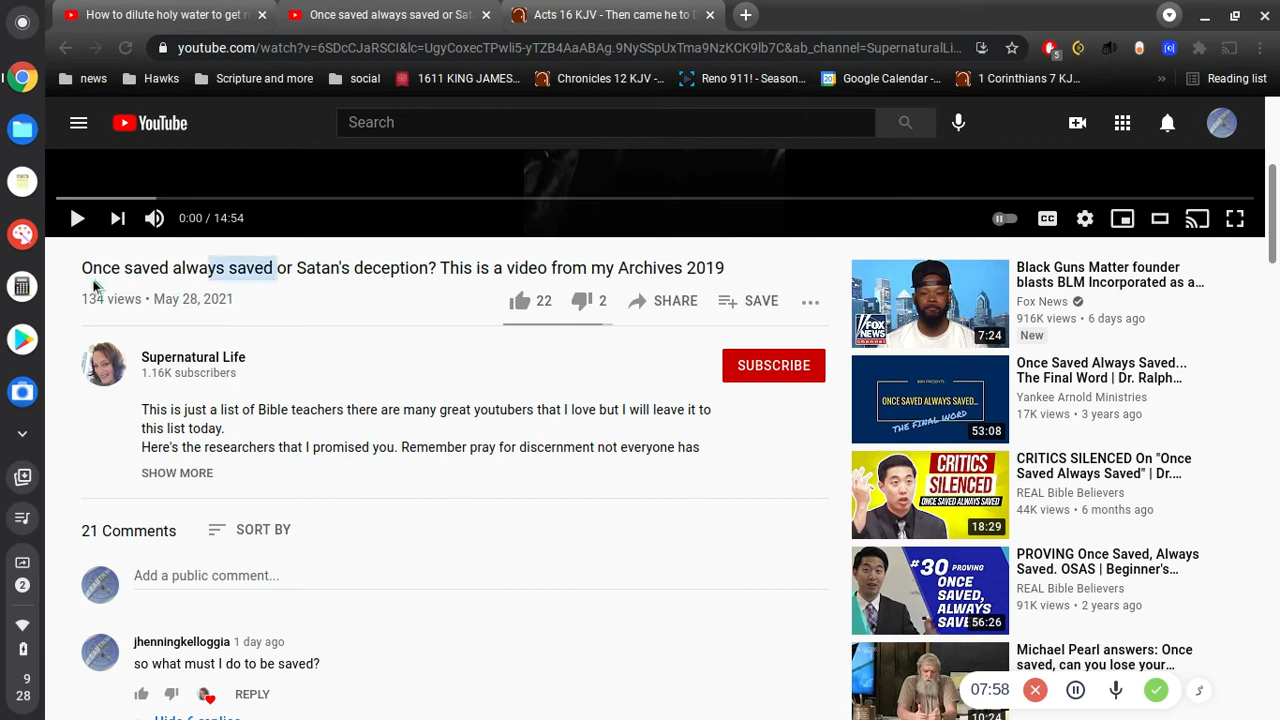 How to dilute holy water to get r
Once saved always saved or Sat
Acts 16 KJV - Then came he to D
youtube.com/watch?v=6SDcCJaRSCI&lc=UgyCoxecTPwli5-yTZB4AaABAg.9NySSpUxTma9NzKCK9lb7C&ab_channel=SupernaturalLi...
5
news
Hawks
Scripture and more
social
1611 KING JAMES...
Chronicles 12 KJV -...
Reno 911! - Season...
Google Calendar -...
1 Corinthians 7 KJ...
»
Reading list
YouTube
Search
0:00 / 14:54
CC
Once saved always saved or Satan's deception? This is a video from my Archives 2019
134 views • May 28, 2021
22
2
SHARE
SAVE
Supernatural Life
1.16K subscribers
SUBSCRIBE
This is just a list of Bible teachers there are many great youtubers that I love but I will leave it to
this list today.
Here's the researchers that I promised you. Remember pray for discernment not everyone has
SHOW MORE
21 Comments
SORT BY
Add a public comment...
jhenningkelloggia 1 day ago
so what must I do to be saved?
REPLY
Hide 6 replies
Black Guns Matter founder
blasts BLM Incorporated as a...
Fox News
916K views • 6 days ago
New
7:24
Once Saved Always Saved...
The Final Word | Dr. Ralph...
Yankee Arnold Ministries
17K views • 3 years ago
ONCE SAVED ALWAYS SAVED...
THE FINAL WORD
53:08
CRITICS SILENCED On "Once
Saved Always Saved" | Dr....
REAL Bible Believers
44K views • 6 months ago
CRITICS
SILENCED
ONCE SAVED ALWAYS SAVED
18:29
PROVING Once Saved, Always
Saved. OSAS | Beginner's...
REAL Bible Believers
91K views • 2 years ago
#30 PROVING
ONCE
SAVED,
ALWAYS
SAVE
56:26
Michael Pearl answers: Once
saved, can you lose your...
10:24
07:58
2
9
28